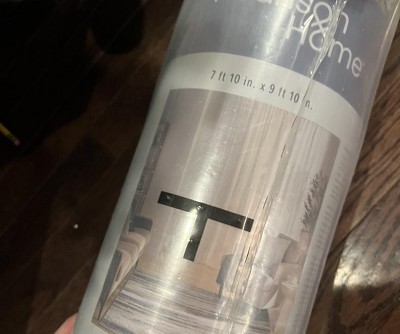 & Home
7 ft 10 in. x 9 ft 10 in.